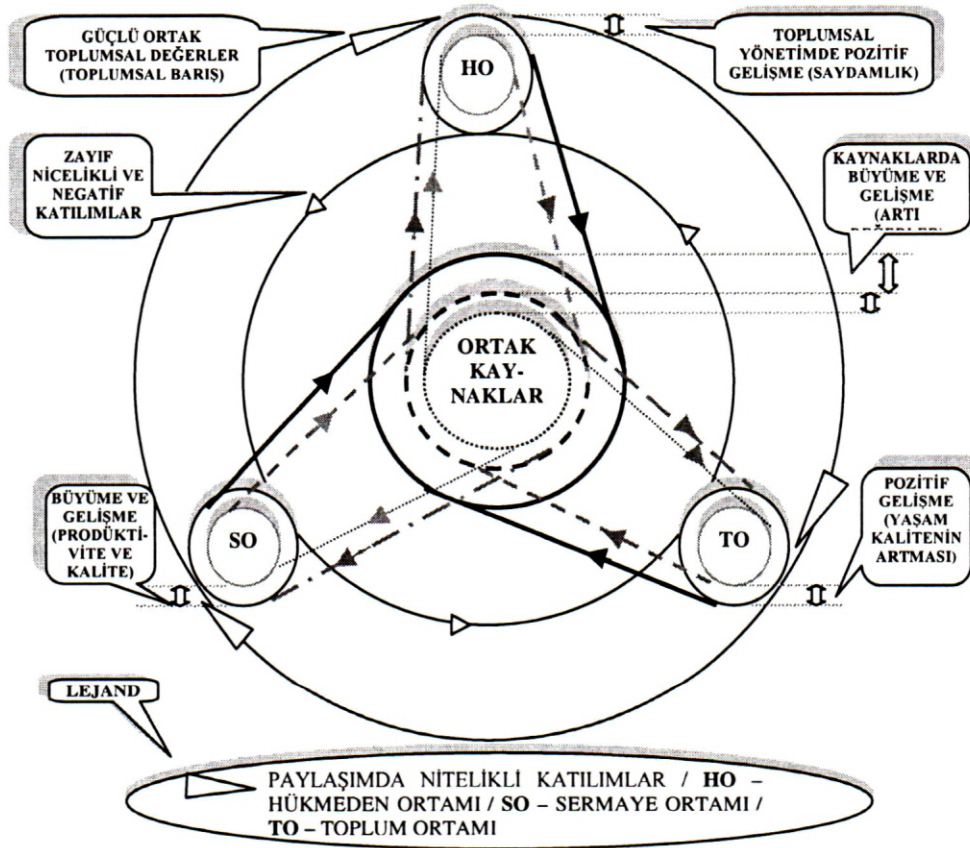 GÜÇLÜ ORTAK
TOPLUMSAL DEĞERLER
(TOPLUMSAL BARIŞ)
HO
TOPLUMSAL
YÖNETİMDE POZİTİF
GELİŞME (SAYDAMLIK)
ZAYIF
NİCELİKLİ VE
NEGATİF
KATILIMLAR
KAYNAKLARDA
BÜYÜME VE
GELİŞME
(ARTI
ORTAK
KAY-
NAKLAR
BÜYÜME VE
GELİŞME
(PRODÜKTİ-
VİTE VE
KALİTE)
SO
TO
POZİTİF
GELİŞME
(YAŞAM
KALİTENİN
ARTMASI)
LEJAND
PAYLAŞIMDA NİTELİKLİ KATILIMLAR / HO –
HÜKMEDEN ORTAMI / SO – SERMAYE ORTAMI /
TO – TOPLUM ORTAMI